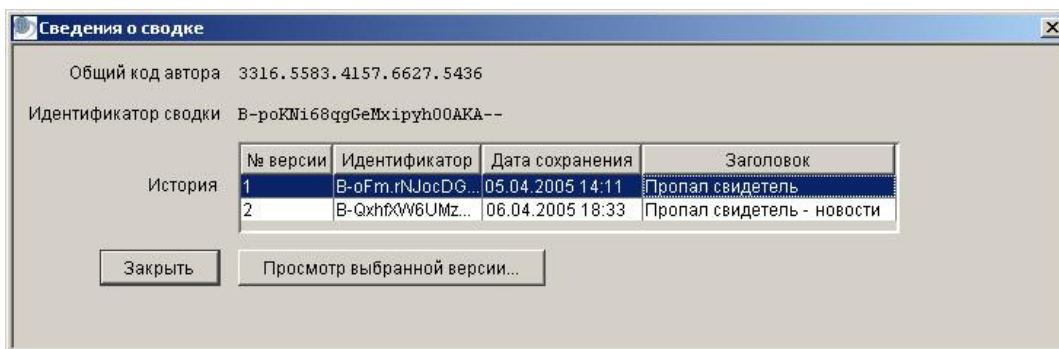 Сведения о сводке
Общий код автора 3316.5583.4157.6627.5436
Идентификатор сводки B-poKNi68qgGeMxipyh00AKA--
№ версии Идентификатор Дата сохранения Заголовок
История
1 B-oFm.rNJocDG... 05.04.2005 14:11 Пропал свидетель
2 B-QxhfXW6UMz... 06.04.2005 18:33 Пропал свидетель - новости
Закрыть Просмотр выбранной версии...